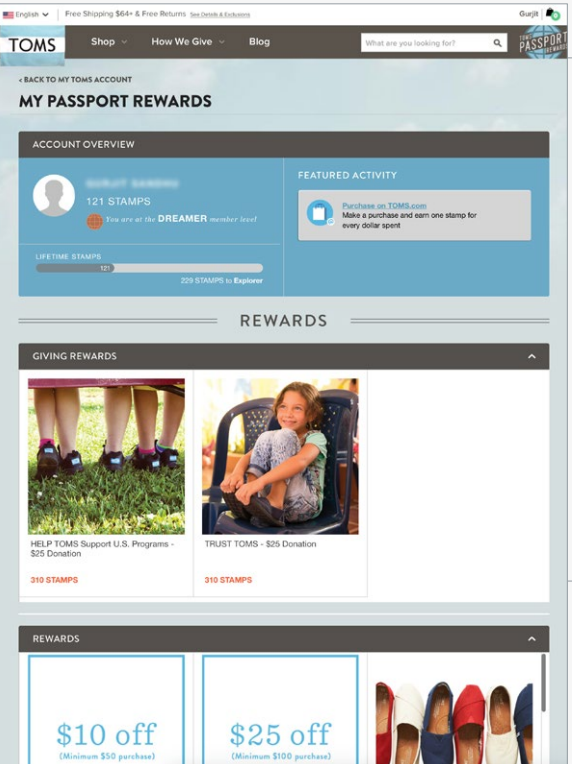 English
Free Shipping $64+ & Free Returns See Details & Exclusions
Gurjit
TOMS
Shop
How We Give
Blog
What are you looking for?
TOMS PASSPORT REWARDS
< BACK TO MY TOMS ACCOUNT
MY PASSPORT REWARDS
ACCOUNT OVERVIEW
121 STAMPS
You are at the DREAMER member level
LIFETIME STAMPS
121
229 STAMPS to Explorer
FEATURED ACTIVITY
Purchase on TOMS.com
Make a purchase and earn one stamp for
every dollar spent
REWARDS
GIVING REWARDS
HELP TOMS Support U.S. Programs -
$25 Donation
310 STAMPS
TRUST TOMS - $25 Donation
310 STAMPS
REWARDS
$10 off
(Minimum $50 purchase)
$25 off
(Minimum $100 purchase)